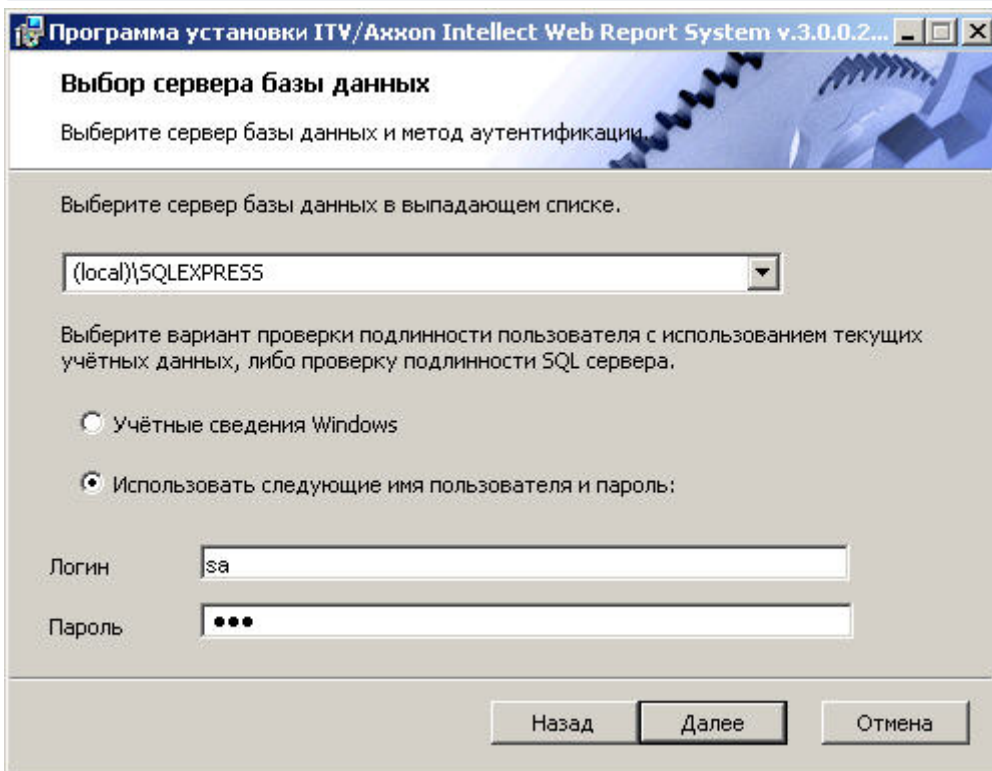 Программа установки ITV/Axxon Intellect Web Report System v.3.0.0.2...
Выбор сервера базы данных
Выберите сервер базы данных и метод аутентификации.
Выберите сервер базы данных в выпадающем списке.
(local)\SQLEXPRESS
Выберите вариант проверки подлинности пользователя с использованием текущих
учётных данных, либо проверку подлинности SQL сервера.
Учётные сведения Windows
Использовать следующие имя пользователя и пароль:
Логин
sa
Пароль
●●●
Назад
Далее
Отмена